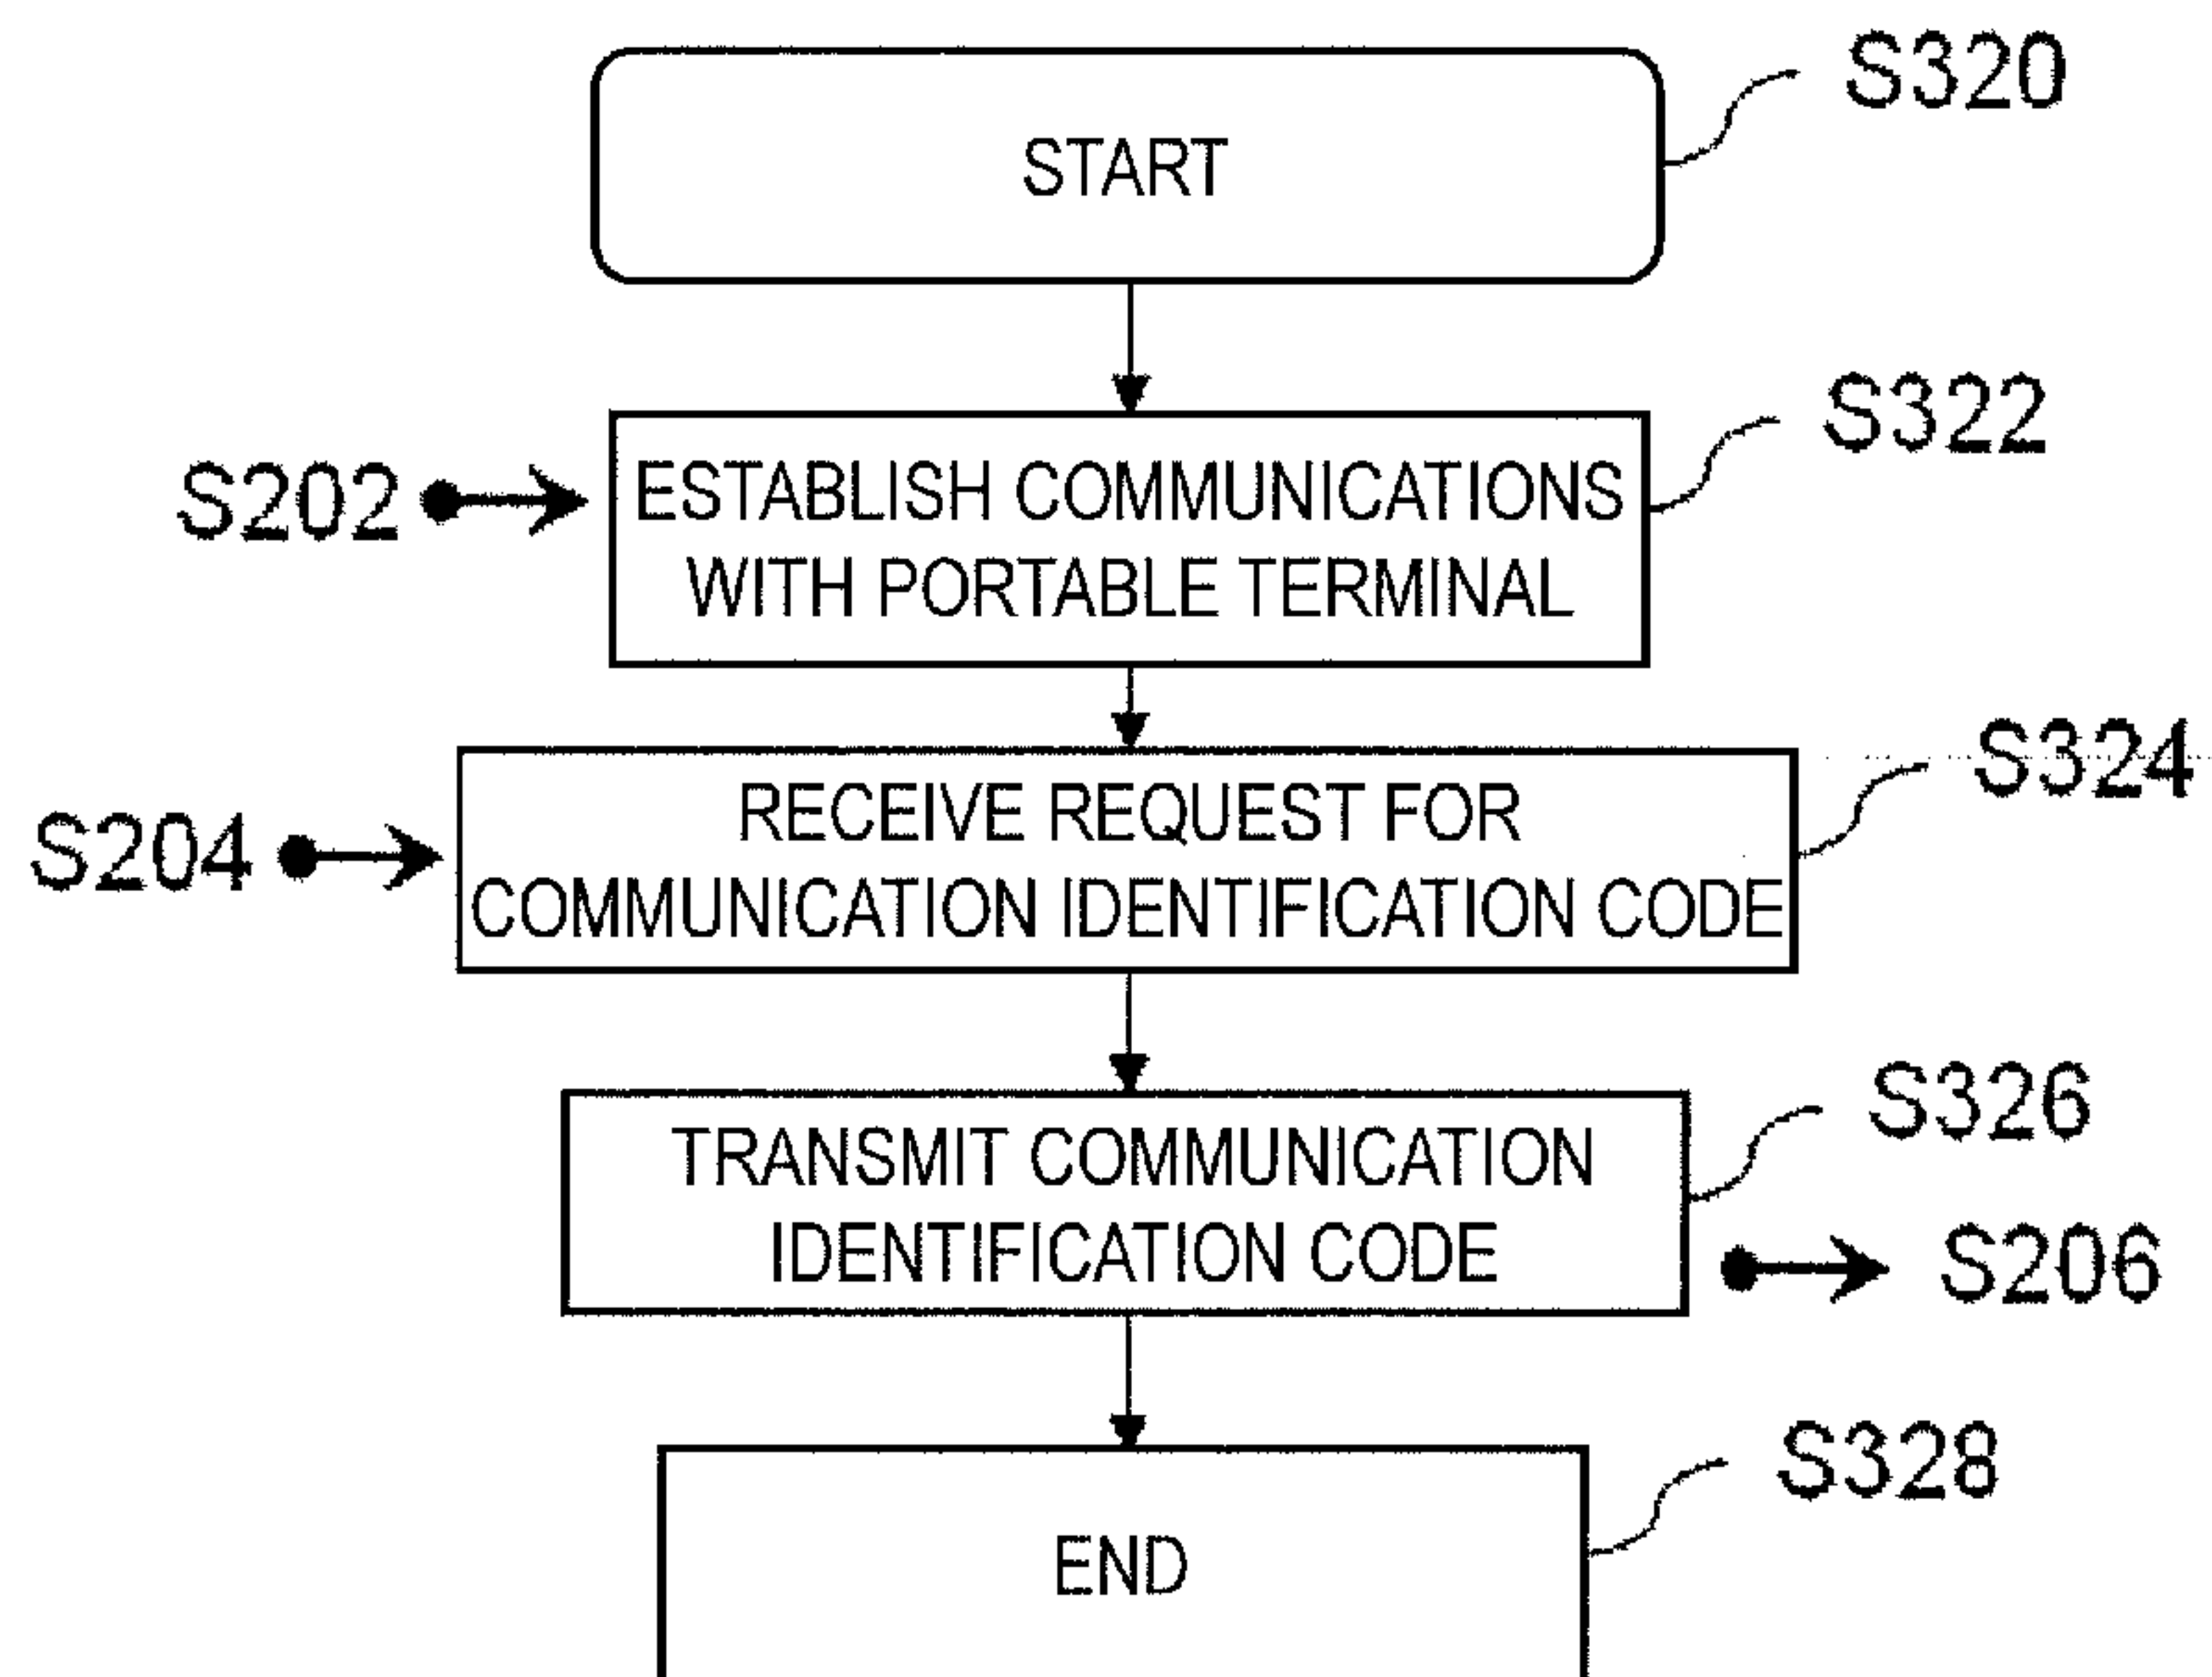 S320
START
S322
S202
ESTABLISH COMMUNICATIONS
WITH PORTABLE TERMINAL
S324
S204
RECEIVE REQUEST FOR
COMMUNICATION IDENTIFICATION CODE
S326
TRANSMIT COMMUNICATION
IDENTIFICATION CODE
S206
S328
END